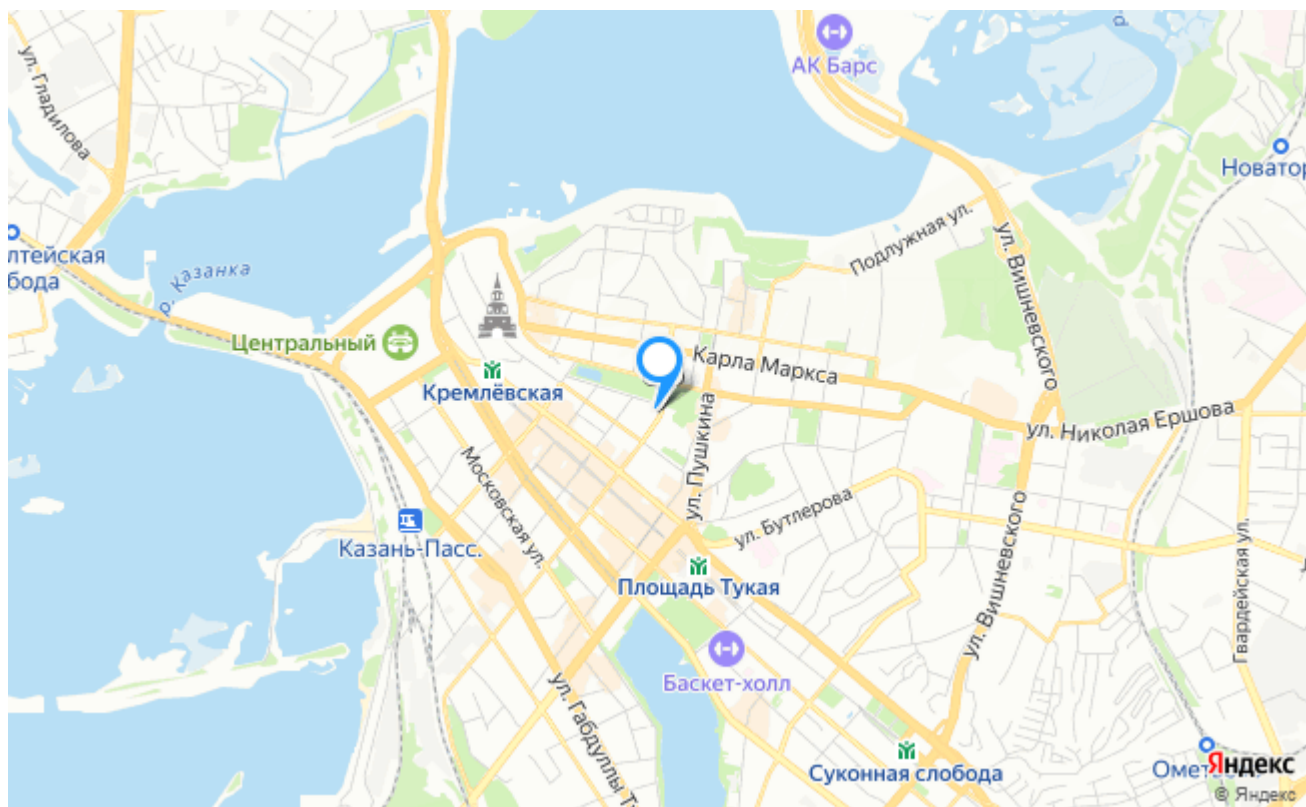 АК Барс
ул. Гладилова
Новатор
Подлужная ул.
ул. Вишневского
лтейская
бода
р. Казанка
Центральный
Карла Маркса
Кремлёвская
ул. Пушкина
ул. Николая Ершова
Московская ул.
ул. Бутлерова
Казань-Пасс.
Площадь Тукая
ул. Вишневского
Гвардейская ул.
Баскет-холл
ул. Габдуллы Т
Суконная слобода
Омет
Яндекс
© Яндекс